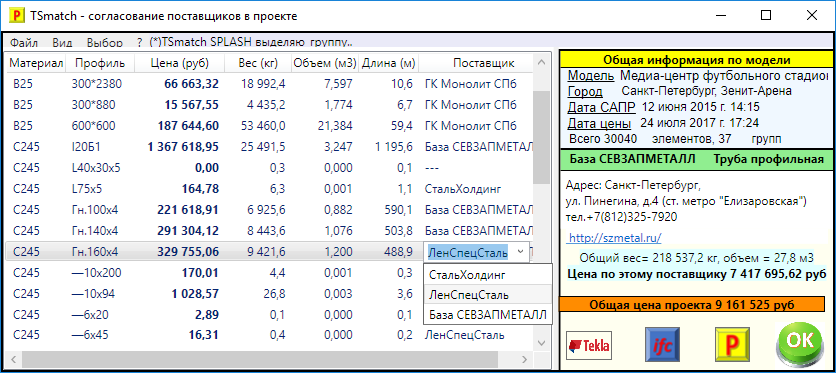 P TSmatch - согласование поставщиков в проекте
Файл Вид Выбор ? (*)TSmatch SPLASH выделяю группу..
Материал Профиль Цена (руб) Вес (кг) Объем (м3) Длина (м) Поставщик
B25 300*2380 66 663,32 18 992,4 7,597 10,6 ГК Монолит СПб
B25 300*880 15 567,55 4 435,2 1,774 6,7 ГК Монолит СПб
B25 600*600 187 644,60 53 460,0 21,384 59,4 ГК Монолит СПб
C245 I20Б1 1 367 618,95 25 491,5 3,247 1 195,6 База СЕВЗАПМЕТАЛЛ
C245 L40x30x5 0,00 0,3 0,000 0,1 ---
C245 L75x5 164,78 6,3 0,001 1,1 СтальХолдинг
C245 Гн.100x4 221 618,91 6 925,6 0,882 590,1 База СЕВЗАПМЕТАЛ
C245 Гн.140x4 291 304,12 8 443,6 1,076 503,8 База СЕВЗАПМЕТАЛ
C245 Гн.160x4 329 755,06 9 421,6 1,200 488,9 ЛенСпецСталь
C245 —10x200 170,01 4,4 0,001 0,3 СтальХолдинг
C245 —10x94 1 028,57 26,8 0,003 3,6 ЛенСпецСталь
C245 —6x20 2,89 0,1 0,000 0,1 База СЕВЗАПМЕТАЛЛ
C245 —6x45 16,31 0,4 0,000 0,2 ЛенСпецСталь
Общая информация по модели
Модель Медиа-центр футбольного стадио
Город Санкт-Петербург, Зенит-Арена
Дата САПР 12 июня 2015 г. 14:15
Дата цены 24 июля 2017 г. 17:24
Всего 30040 элементов, 37 групп
База СЕВЗАПМЕТАЛЛ Труба профильная
Адрес: Санкт-Петербург,
ул. Пинегина, д.4 (ст. метро "Елизаровская")
тел.+7(812)325-7920
http://szmetal.ru/
Общий вес= 218 537,2 кг, объем = 27,8 м3
Цена по этому поставщику 7 417 695,62 руб
Общая цена проекта 9 161 525 руб
Tekla ifc P OK